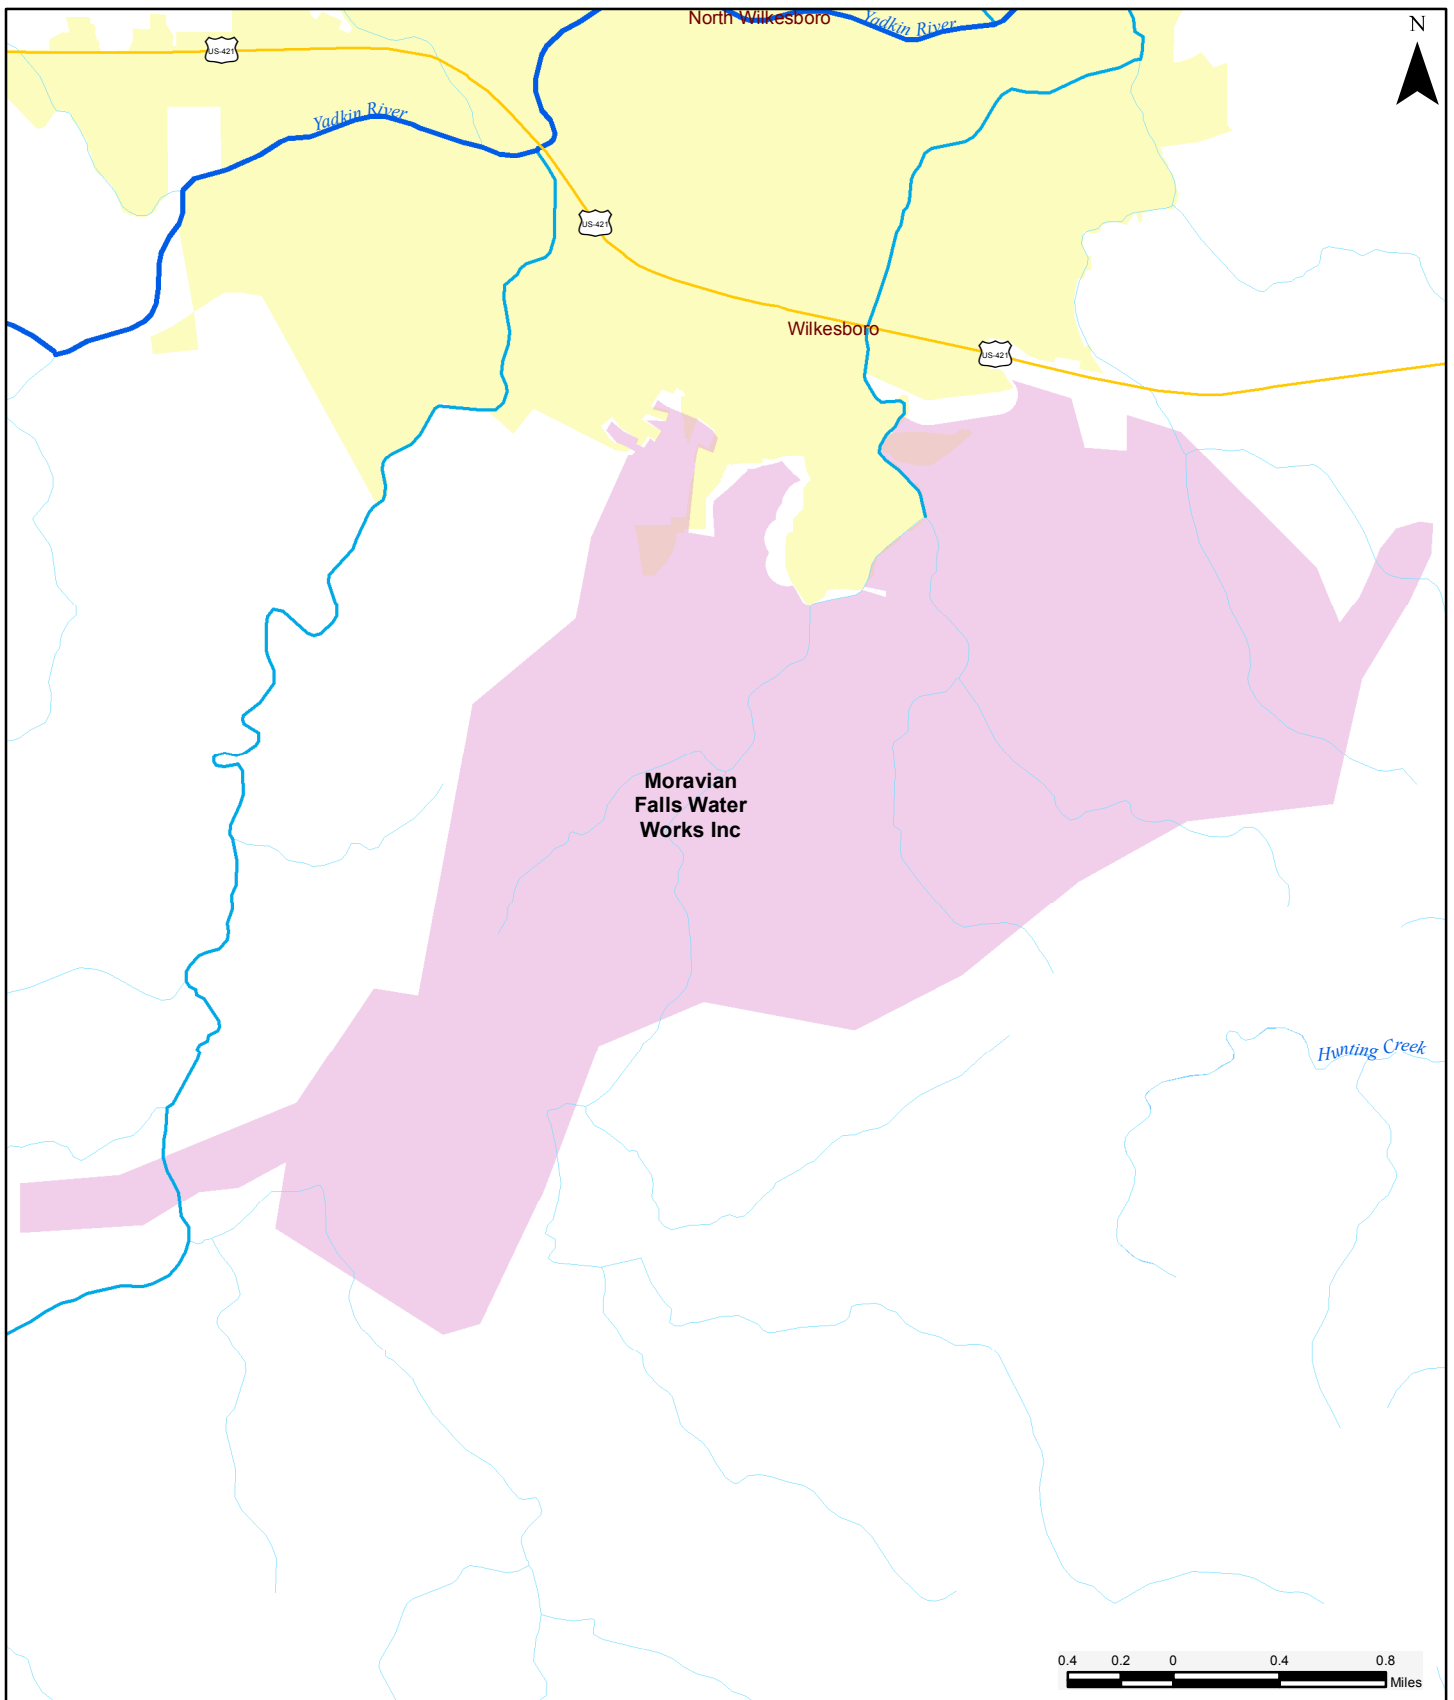 North Wilkesboro
Yadkin River
N
US-421
Yadkin River
US-421
Wilkesboro
US-421
Moravian
Falls Water
Works Inc
Hunting Creek
0.4 0.2 0 0.4 0.8
Miles